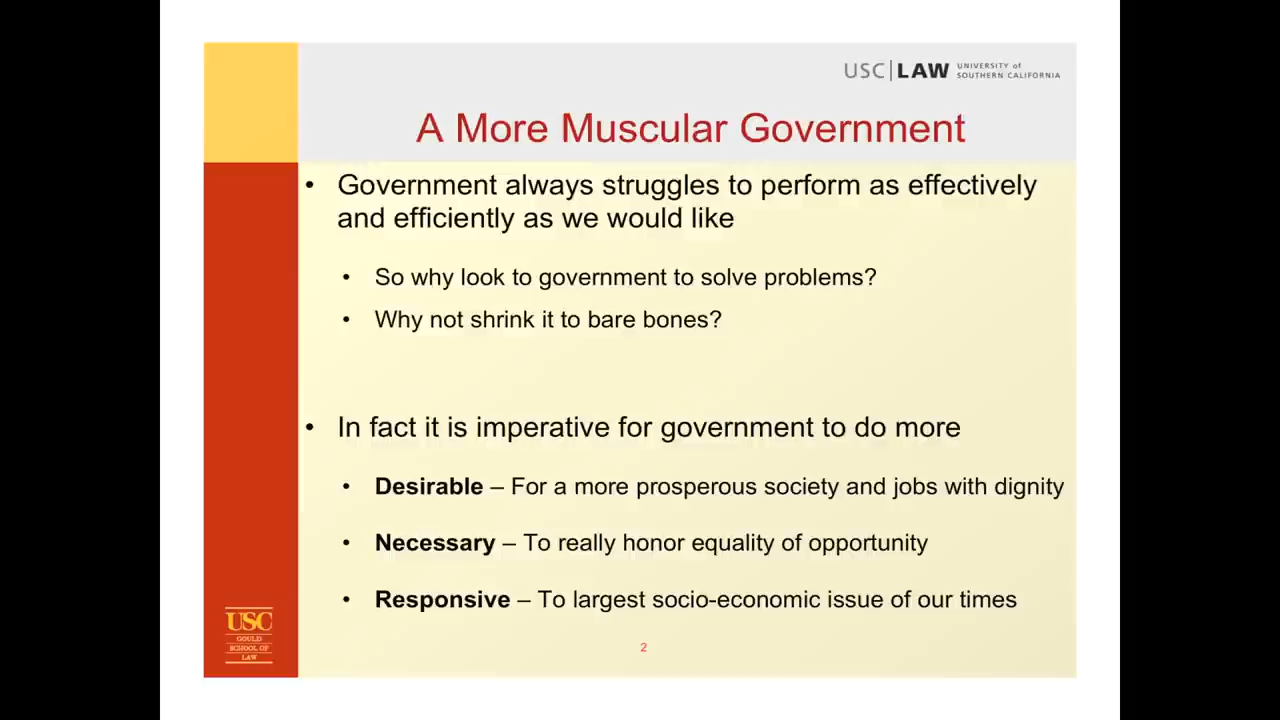 USC LAW UNIVERSITY of
SOUTHERN CALIFORNIA
A More Muscular Government
• Government always struggles to perform as effectively
and efficiently as we would like
• So why look to government to solve problems?
• Why not shrink it to bare bones?
• In fact it is imperative for government to do more
• Desirable – For a more prosperous society and jobs with dignity
• Necessary – To really honor equality of opportunity
• Responsive – To largest socio-economic issue of our times
USC
GOULD
SCHOOL OF
LAW
2